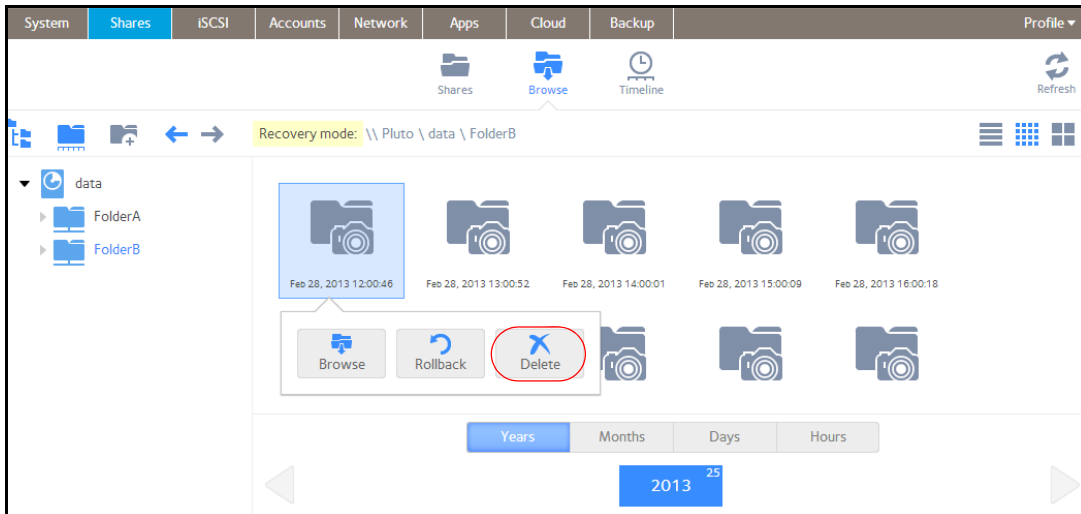 System Shares iSCSI Accounts Network Apps Cloud Backup Profile
Shares Browse Timeline Refresh
Recovery mode: \\ Pluto \ data \ FolderB
data
FolderA
FolderB
Feb 28, 2013 12:00:46 Feb 28, 2013 13:00:52 Feb 28, 2013 14:00:01 Feb 28, 2013 15:00:09 Feb 28, 2013 16:00:18
Browse Rollback Delete
Years Months Days Hours
2013 25